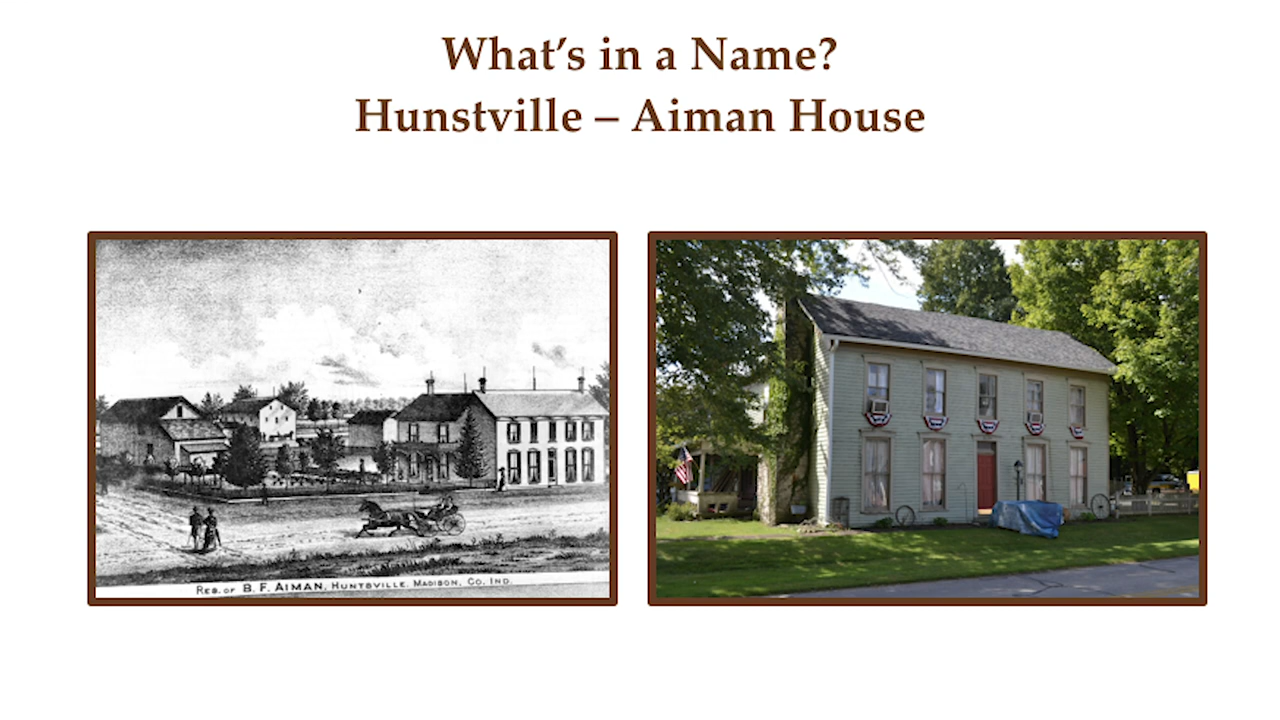 What's in a Name?
Hunstville – Aiman House
RES. OF B. F. AIMAN, HUNTSVILLE. MADISON, CO. IND.